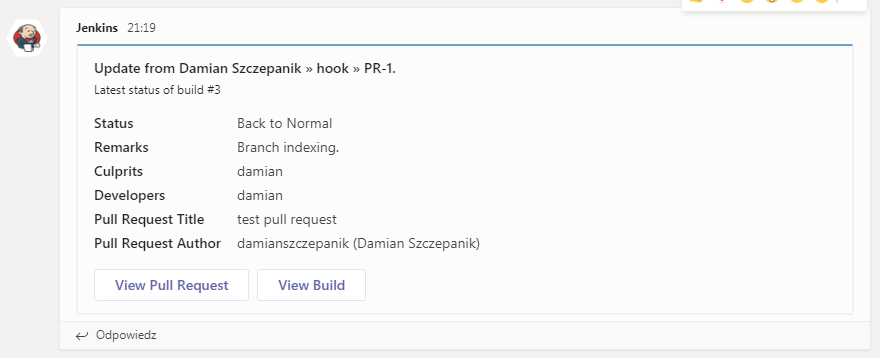 Jenkins 21:19
Update from Damian Szczepanik » hook » PR-1.
Latest status of build #3
Status Back to Normal
Remarks Branch indexing.
Culprits damian
Developers damian
Pull Request Title test pull request
Pull Request Author damianszczepanik (Damian Szczepanik)
View Pull Request View Build
Odpowiedz